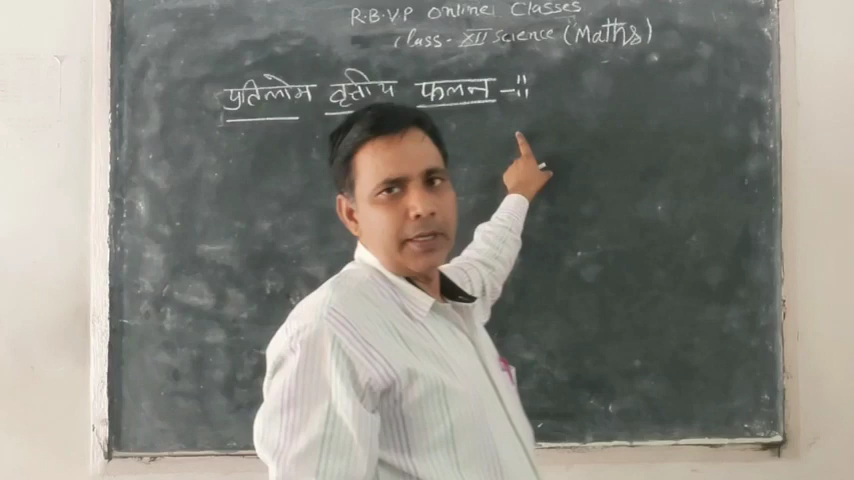 R.B.V.P Online Classes
Class- XII Science (Maths)
प्रतिलोम वृत्तीय फलन -::